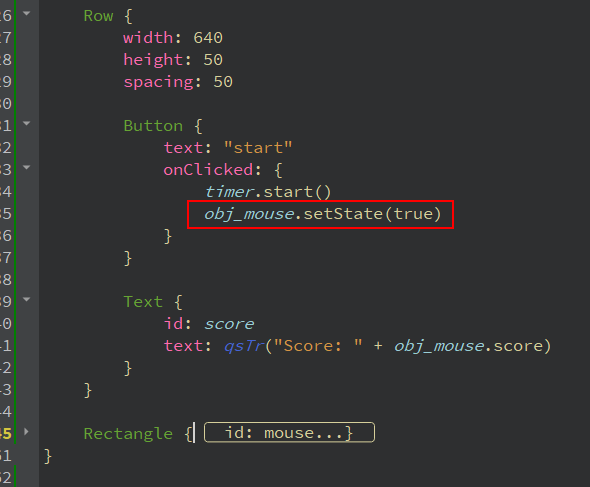 26 Row {
27 width: 640
28 height: 50
29 spacing: 50
30
31 Button {
32 text: "start"
33 onClicked: {
34 timer.start()
35 obj_mouse.setState(true)
36 }
37 }
38
39 Text {
40 id: score
41 text: qsTr("Score: " + obj_mouse.score)
42 }
43 }
44
45 Rectangle { id: mouse...}
61 }
62